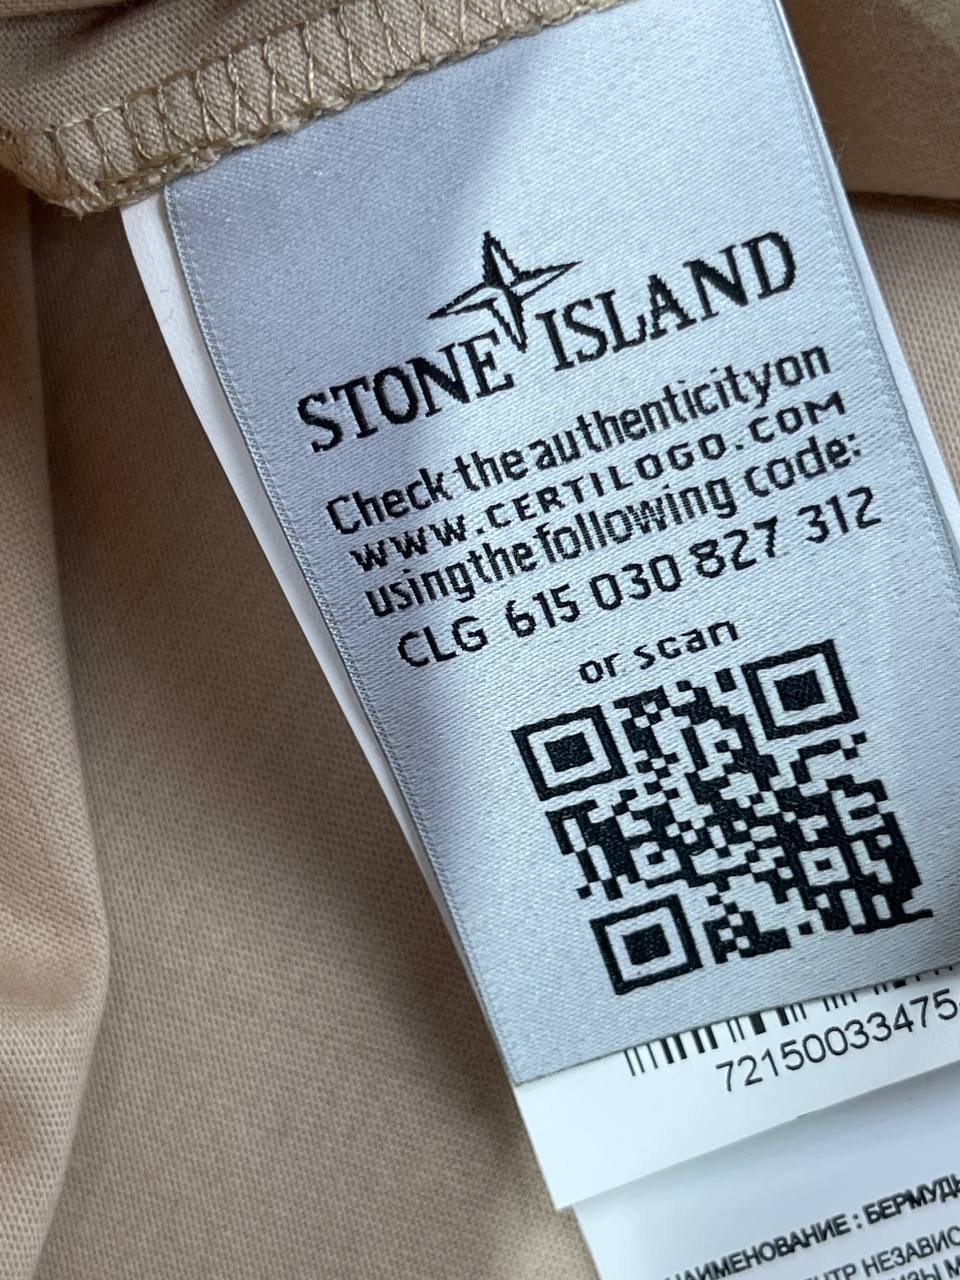 STONE ISLAND
Check the authenticity on
WWW.CERTILOGO.COM
using the following code:
CLG 615 030 827 312
or scan
72150033475
НАИМЕНОВАНИЕ : БЕРМУДЫ